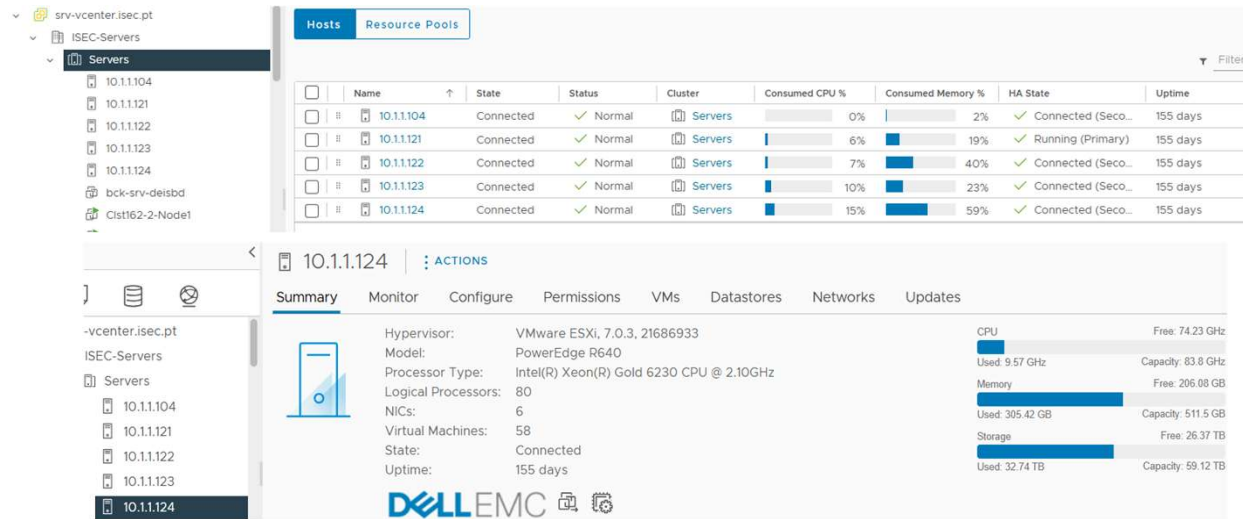 srv-vcenter.isec.pt
ISEC-Servers
Servers
10.1.1.104
10.1.1.121
10.1.1.122
10.1.1.123
10.1.1.124
bck-srv-deisbd
Clst162-2-Node1
Hosts Resource Pools
Filter
Name State Status Cluster Consumed CPU % Consumed Memory % HA State Uptime
10.1.1.104 Connected Normal Servers 0% 2% Connected (Seco... 155 days
10.1.1.121 Connected Normal Servers 6% 19% Running (Primary) 155 days
10.1.1.122 Connected Normal Servers 7% 40% Connected (Seco... 155 days
10.1.1.123 Connected Normal Servers 10% 23% Connected (Seco... 155 days
10.1.1.124 Connected Normal Servers 15% 59% Connected (Seco... 155 days
-vcenter.isec.pt
ISEC-Servers
Servers
10.1.1.104
10.1.1.121
10.1.1.122
10.1.1.123
10.1.1.124
10.1.1.124 ACTIONS
Summary Monitor Configure Permissions VMs Datastores Networks Updates
Hypervisor: VMware ESXi, 7.0.3, 21686933
Model: PowerEdge R640
Processor Type: Intel(R) Xeon(R) Gold 6230 CPU @ 2.10GHz
Logical Processors: 80
NICs: 6
Virtual Machines: 58
State: Connected
Uptime: 155 days
DELLEMC
CPU Free: 74.23 GHz
Used: 9.57 GHz Capacity: 83.8 GHz
Memory Free: 206.08 GB
Used: 305.42 GB Capacity: 511.5 GB
Storage Free: 26.37 TB
Used: 32.74 TB Capacity: 59.12 TB